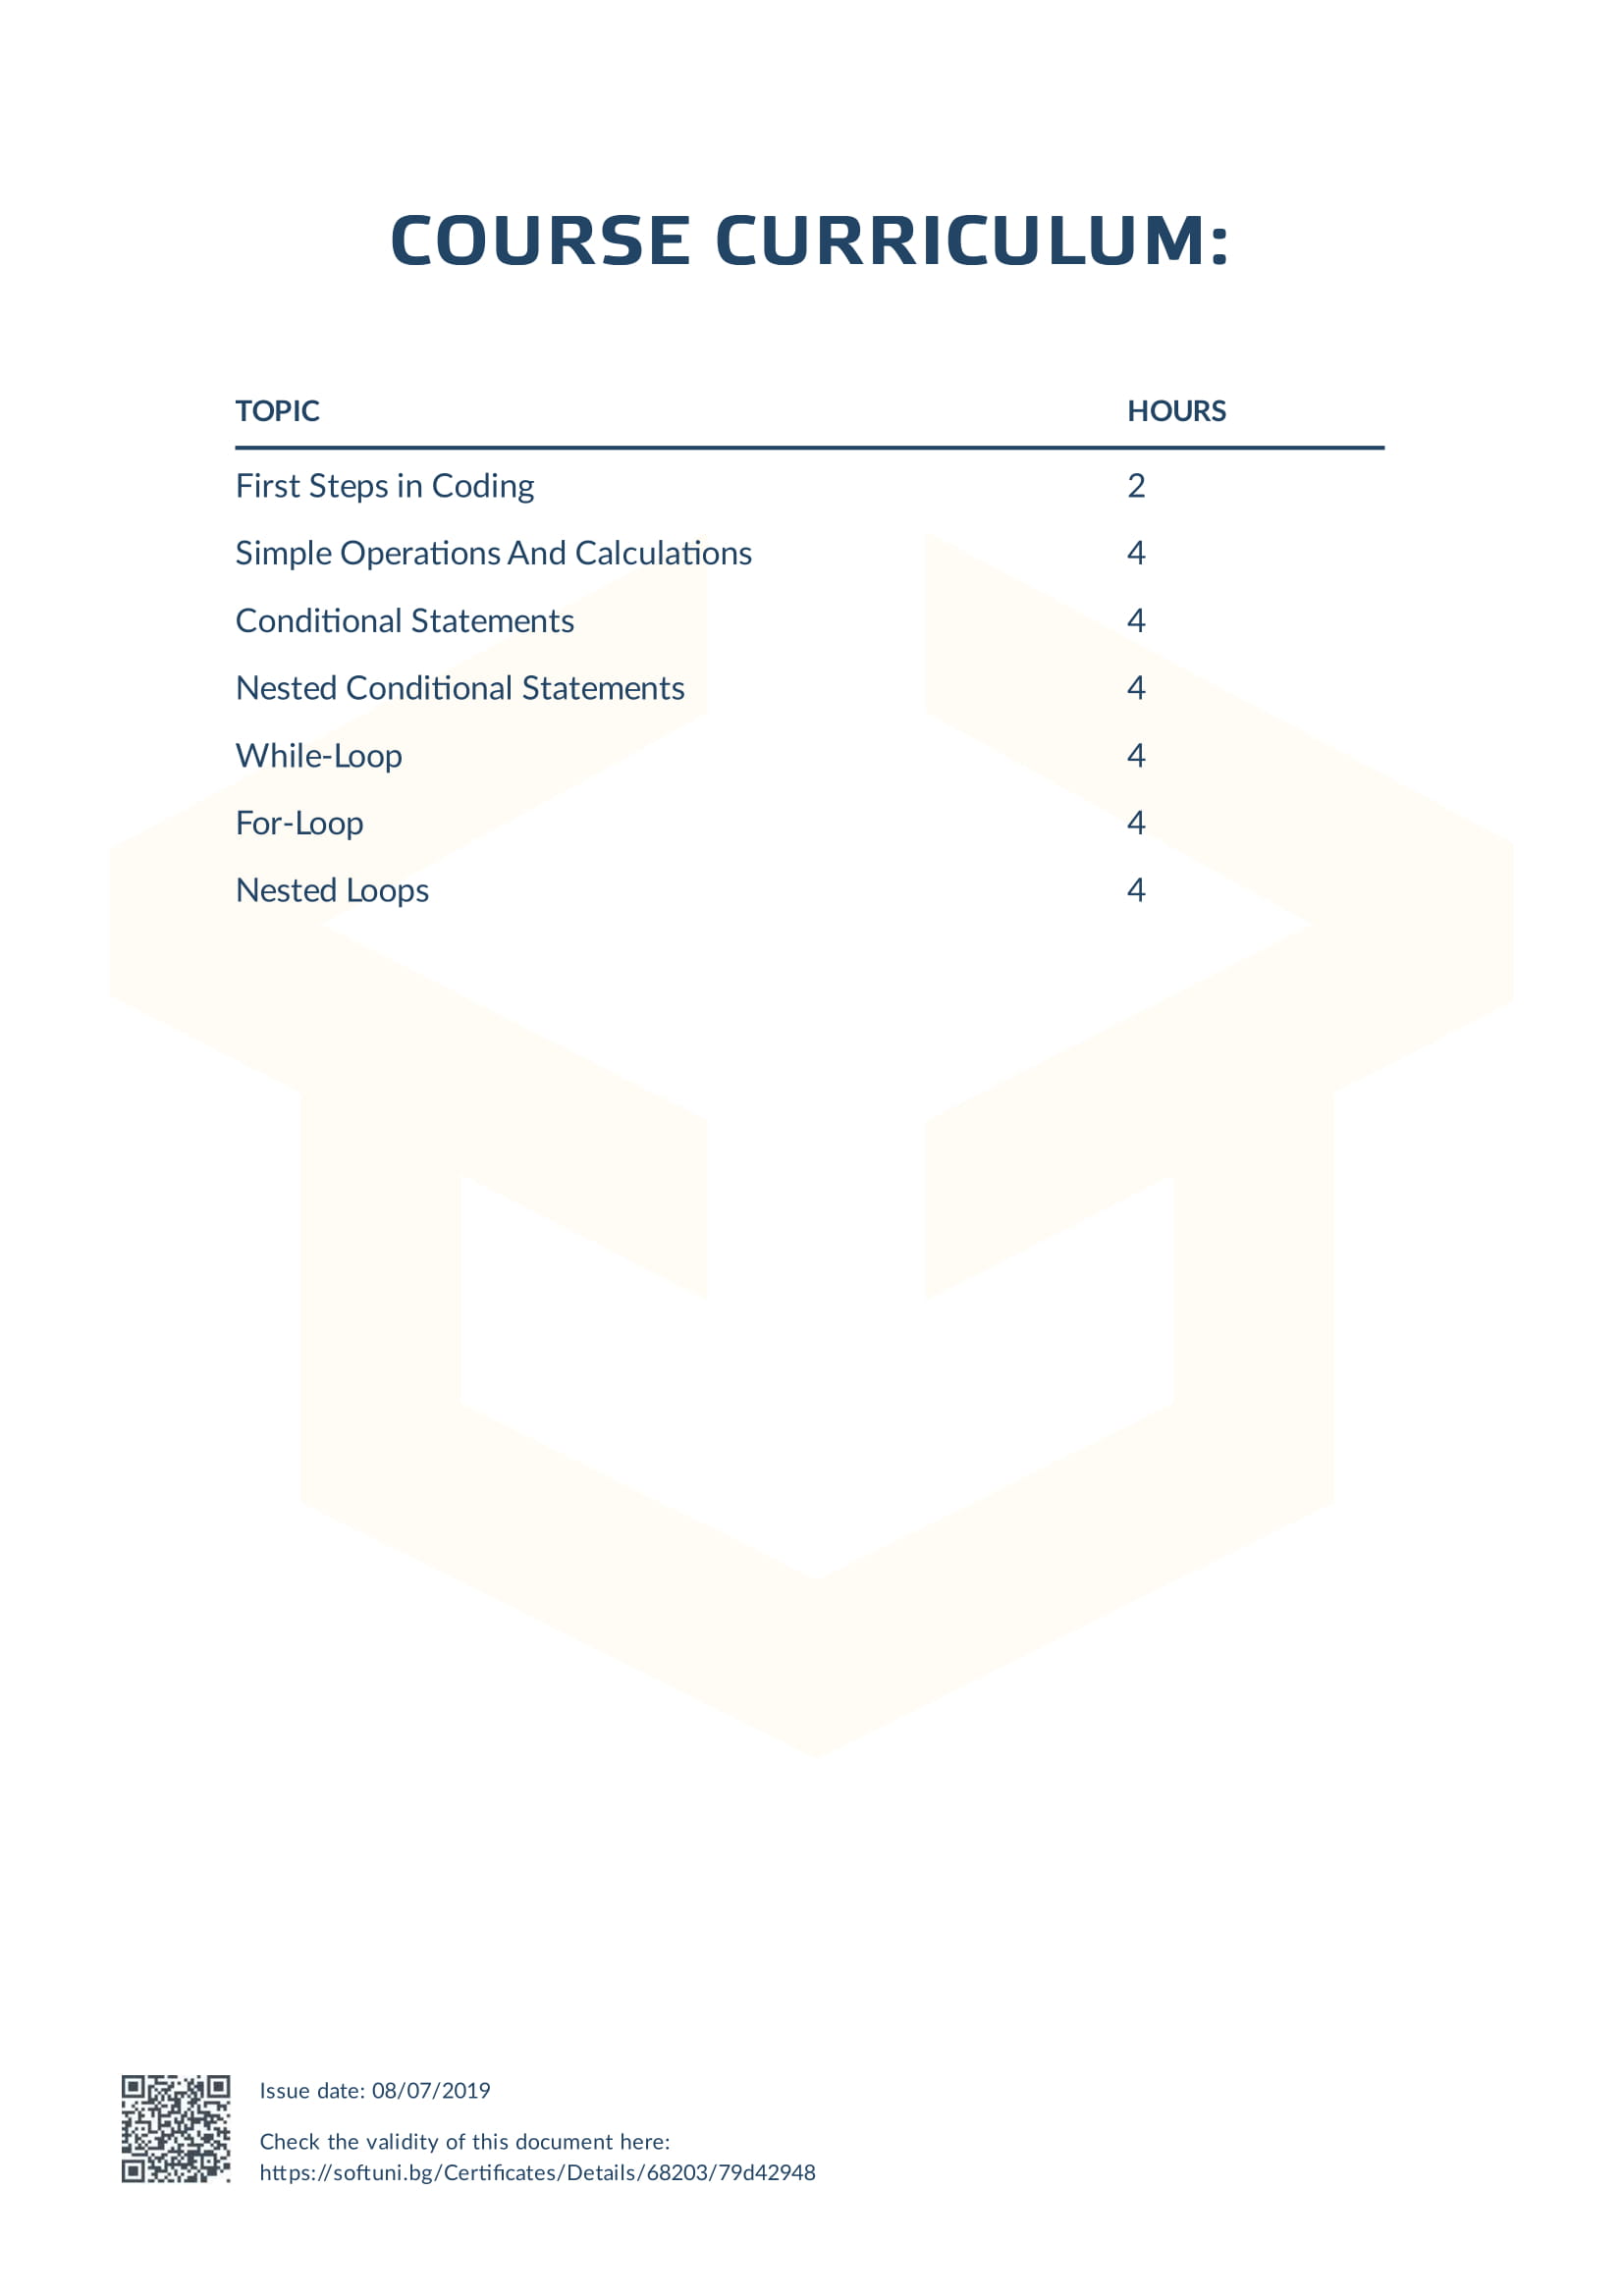 COURSE CURRICULUM:
TOPIC HOURS
First Steps in Coding 2
Simple Operations And Calculations 4
Conditional Statements 4
Nested Conditional Statements 4
While-Loop 4
For-Loop 4
Nested Loops 4
Issue date: 08/07/2019
Check the validity of this document here:
https://softuni.bg/Certificates/Details/68203/79d42948